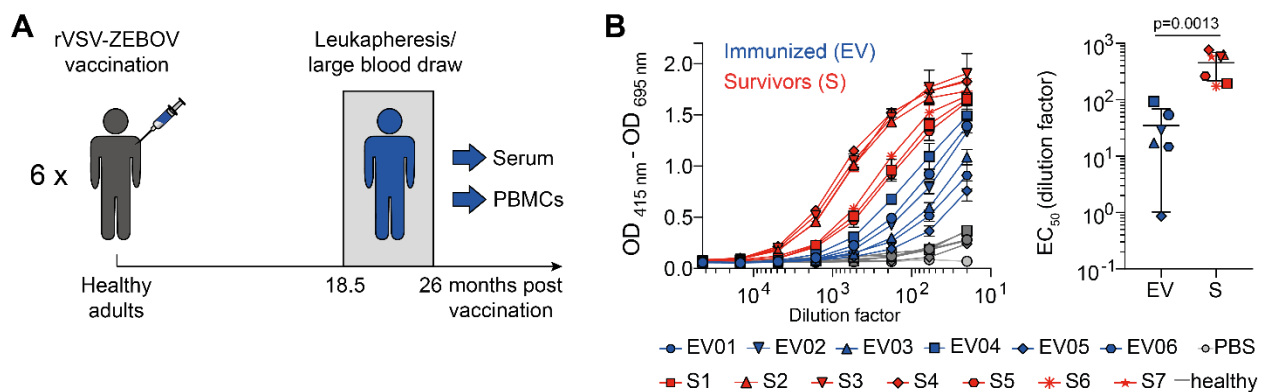 A
rVSV-ZEBOV
vaccination
6 x
Healthy
adults
Leukapheresis/
large blood draw
Serum
PBMCs
18.5
26 months post
vaccination
B
Immunized (EV)
Survivors (S)
OD 415 nm - OD 695 nm
2.0
1.5
1.0
0.5
0.0
10⁴ 10³ 10² 10¹
Dilution factor
p=0.0013
EC50 (dilution factor)
10³
10²
10¹
10⁰
10⁻¹
EV S
EV01 EV02 EV03 EV04 EV05 EV06 PBS
S1 S2 S3 S4 S5 S6 S7 healthy